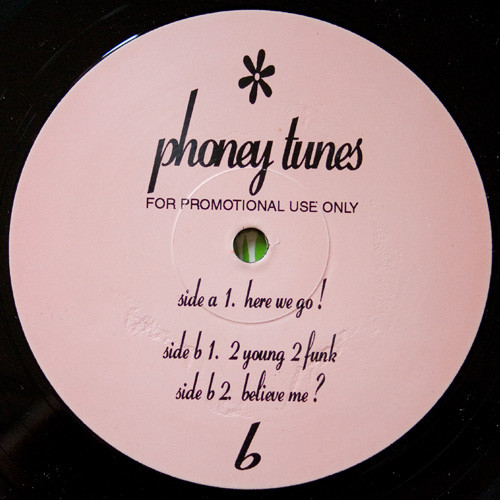 phoney tunes
FOR PROMOTIONAL USE ONLY
side a 1. here we go!
side b 1. 2 young 2 funk
side b 2. believe me?
b